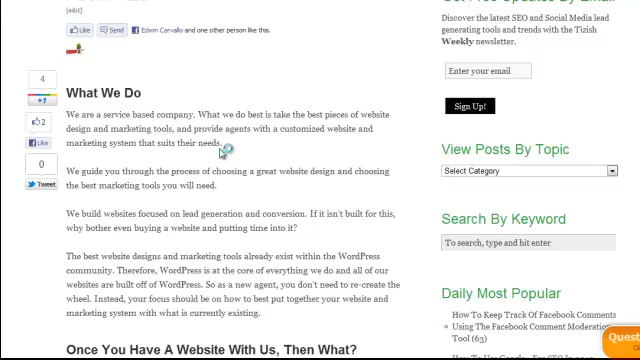 [edit]
Like
Send
Edwin Carvallo and one other person like this.
4
+1
2
Like
0
Tweet
What We Do
We are a service based company. What we do best is take the best pieces of website
design and marketing tools, and provide agents with a customized website and
marketing system that suits their needs.
We guide you through the process of choosing a great website design and choosing
the best marketing tools you will need.
We build websites focused on lead generation and conversion. If it isn't built for this,
why bother even buying a website and putting time into it?
The best website designs and marketing tools already exist within the WordPress
community. Therefore, WordPress is at the core of everything we do and all of our
websites are built off of WordPress. So as a new agent, you don't need to re-create the
wheel. Instead, your focus should be on how to best put together your website and
marketing system with what is currently existing.
Once You Have A Website With Us, Then What?
Get Free Updates By Email
Discover the latest SEO and Social Media lead
generating tools and trends with the Tizish
Weekly newsletter.
Enter your email
Sign Up!
View Posts By Topic
Select Category
Search By Keyword
To search, type and hit enter
Daily Most Popular
How To Keep Track Of Facebook Comments
Using The Facebook Comment Moderation
Tool (63)
Quest